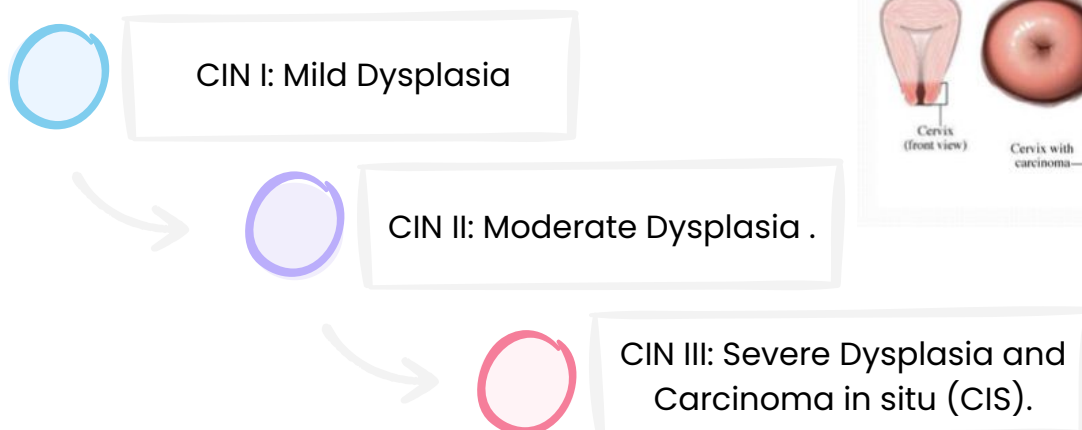 CIN I: Mild Dysplasia
Cervix
(front view)
Cervix with
carcinoma
CIN II: Moderate Dysplasia .
CIN III: Severe Dysplasia and
Carcinoma in situ (CIS).